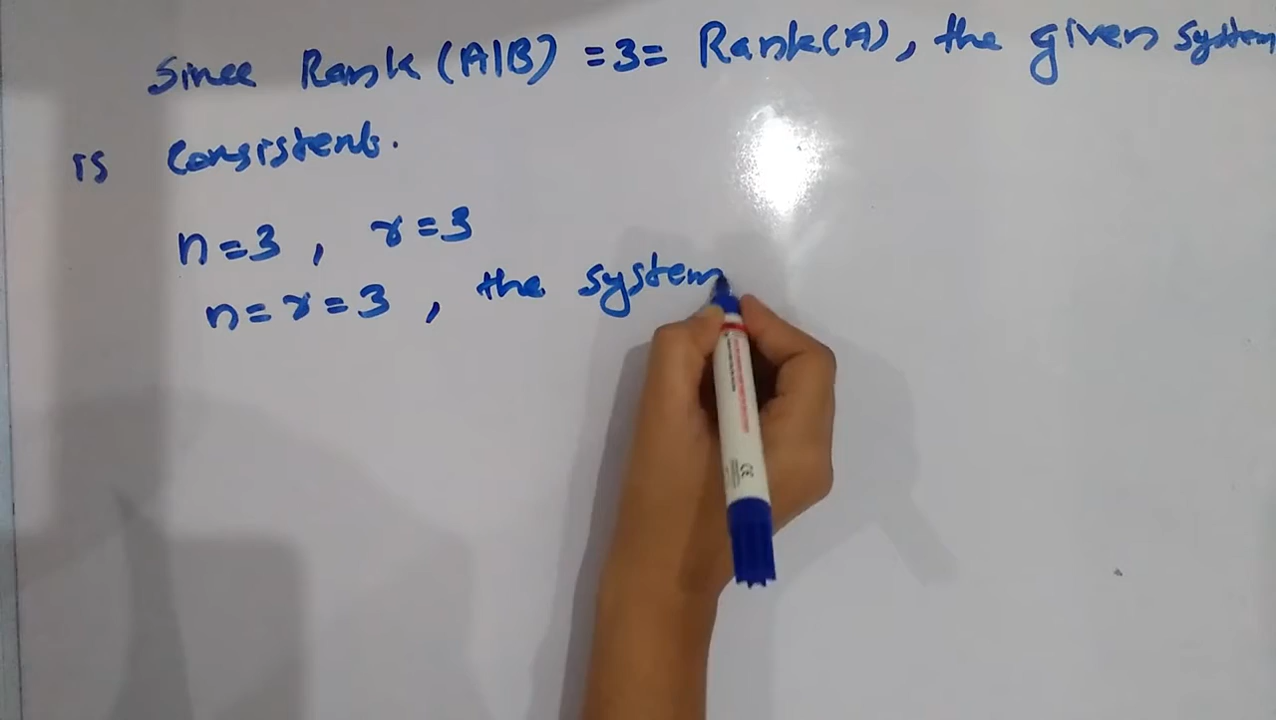 Since Rank (A|B) = 3 = Rank(A), the given system
is Consistent.
n = 3 , r = 3
n = r = 3 , the system